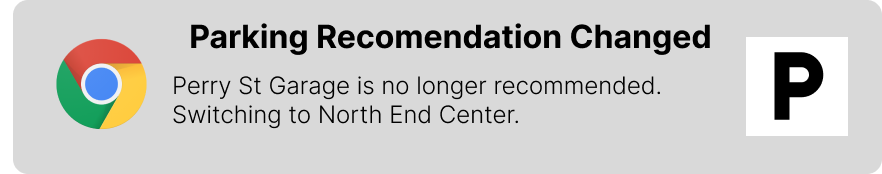 Parking Recomendation Changed
Perry St Garage is no longer recommended.
Switching to North End Center.
P